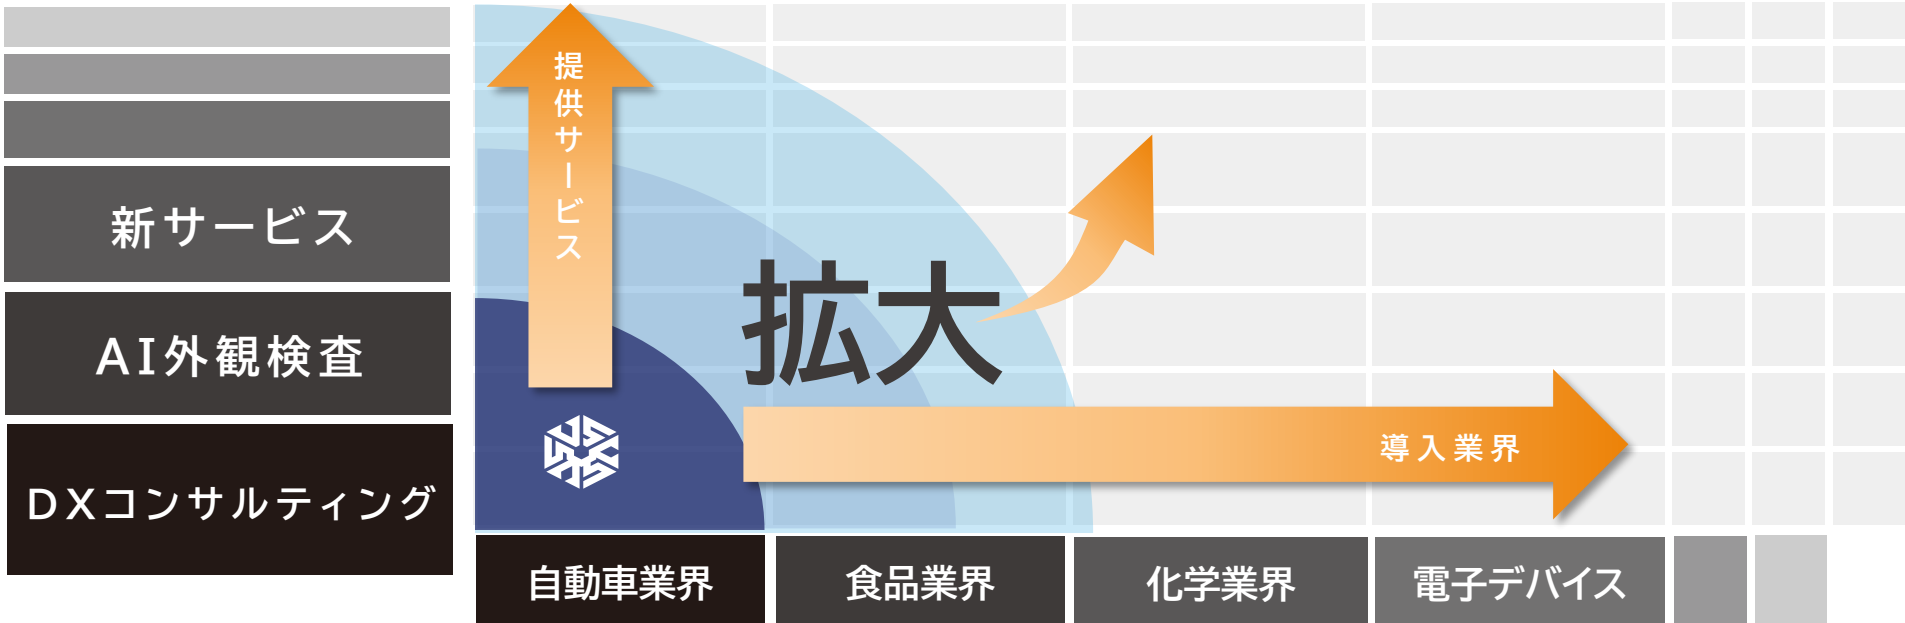 提供サービス
新サービス
拡大
AI外観検査
導入業界
DXコンサルティング
自動車業界
食品業界
化学業界
電子デバイス